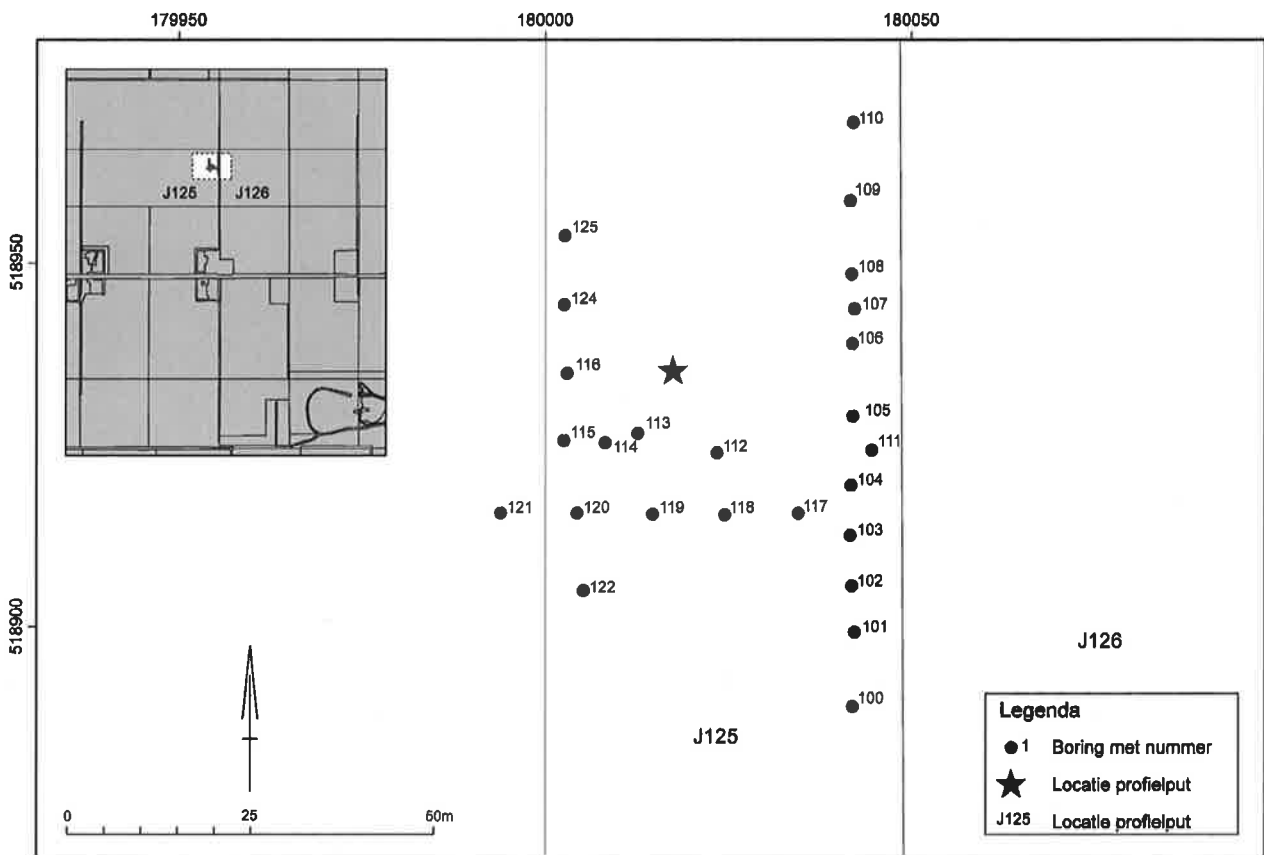 179950 180000 180050
110
J125 J126
109
125
518950
108
124
107
106
116
105
113
115
114
112
111
104
121 120 119 118 117
103
122
102
518900
101
J126
100
Legenda
J125
1 Boring met nummer
Locatie profielput
0 25 60m
J125 Locatie profielput